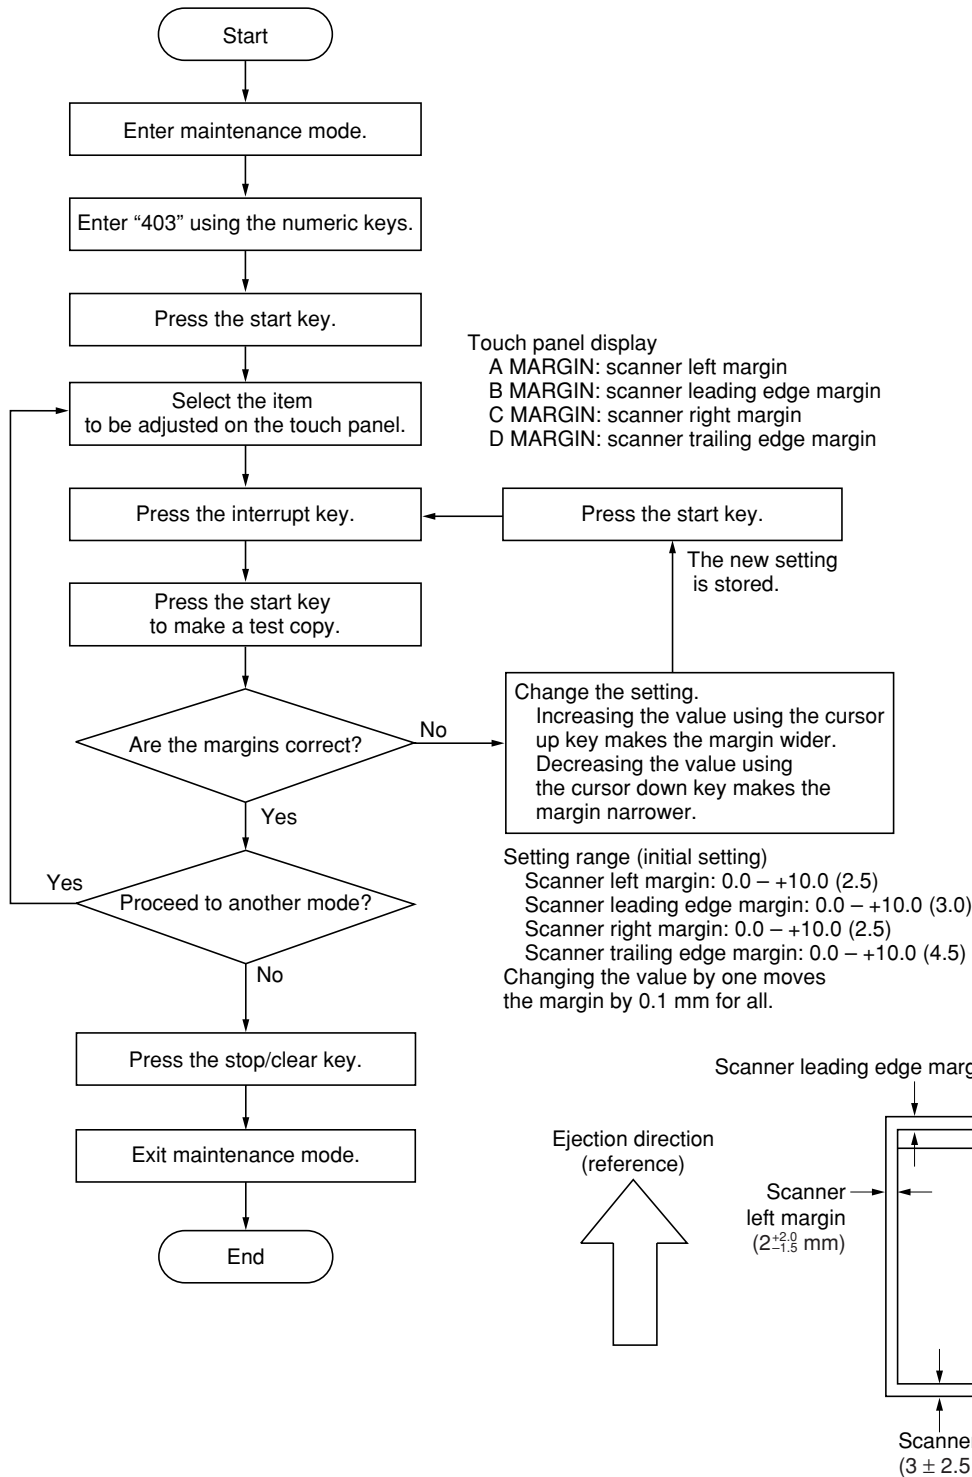 Start
Enter maintenance mode.
Enter “403” using the numeric keys.
Press the start key.
Touch panel display
A MARGIN: scanner left margin
B MARGIN: scanner leading edge margin
C MARGIN: scanner right margin
D MARGIN: scanner trailing edge margin
Select the item
to be adjusted on the touch panel.
Press the interrupt key.
Press the start key.
The new setting
is stored.
Press the start key
to make a test copy.
Are the margins correct?
No
Change the setting.
Increasing the value using the cursor
up key makes the margin wider.
Decreasing the value using
the cursor down key makes the
margin narrower.
Yes
Setting range (initial setting)
Scanner left margin: 0.0 – +10.0 (2.5)
Scanner leading edge margin: 0.0 – +10.0 (3.0)
Scanner right margin: 0.0 – +10.0 (2.5)
Scanner trailing edge margin: 0.0 – +10.0 (4.5)
Changing the value by one moves
the margin by 0.1 mm for all.
Yes
Proceed to another mode?
No
Press the stop/clear key.
Exit maintenance mode.
End
Scanner leading edge marg
Ejection direction
(reference)
Scanner
left margin
(2 +2.0 –1.5 mm)
Scanner
(3 ± 2.5